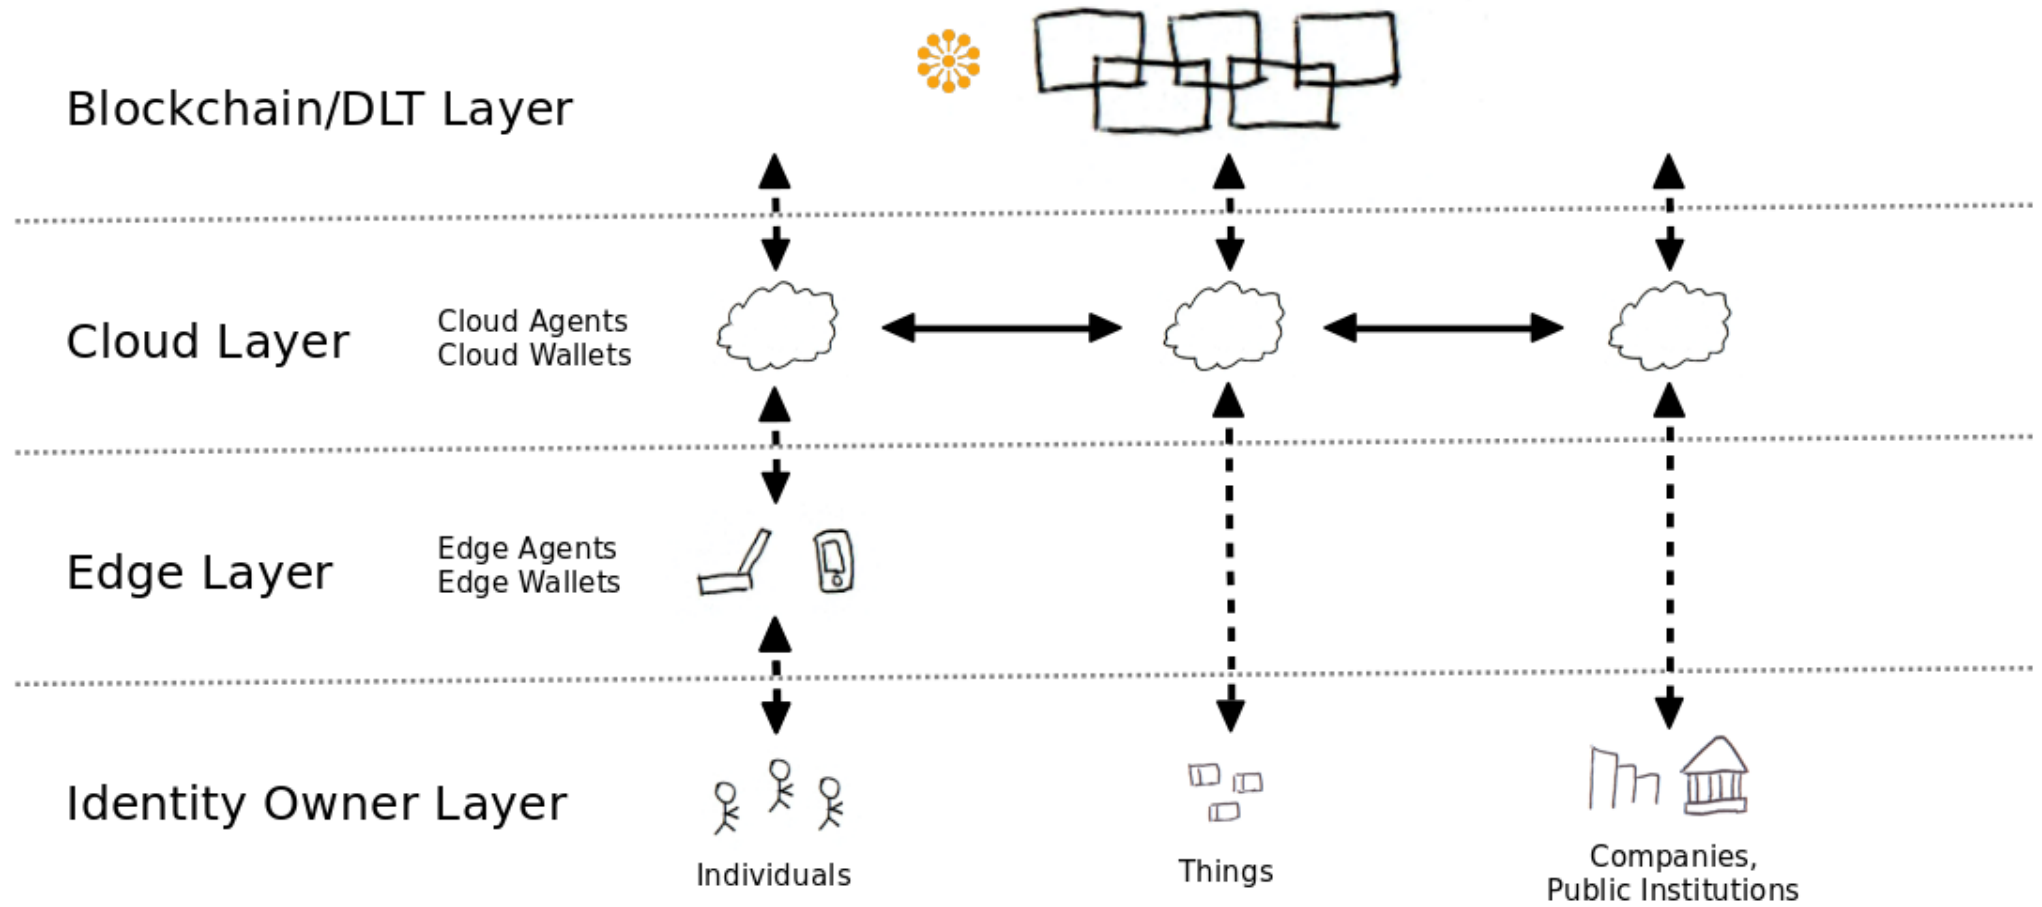 Blockchain/DLT Layer
Cloud Layer
Cloud Agents
Cloud Wallets
Edge Layer
Edge Agents
Edge Wallets
Identity Owner Layer
Individuals
Things
Companies,
Public Institutions